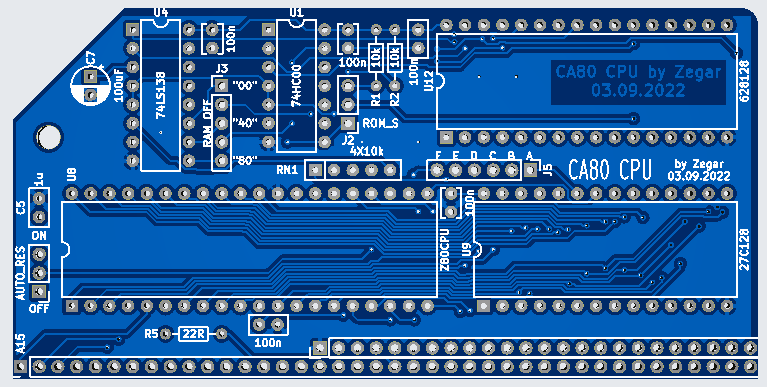 U4
U1
C7
100uF
74LS138
100n
J3
"00"
"40"
"80"
RAM_OFF
74HC00
100n
10k
10k
R1
R2
100n
ROM_S
J2
U12
CA80 CPU by Zegar
03.09.2022
628128
4X10k
RN1
F E D C B A
J5
CA80 CPU
by Zegar
03.09.2022
U8
1u
C5
ON
AUTO_RES
OFF
100n
Z80CPU
U9
27C128
A15
R5
22R
100n